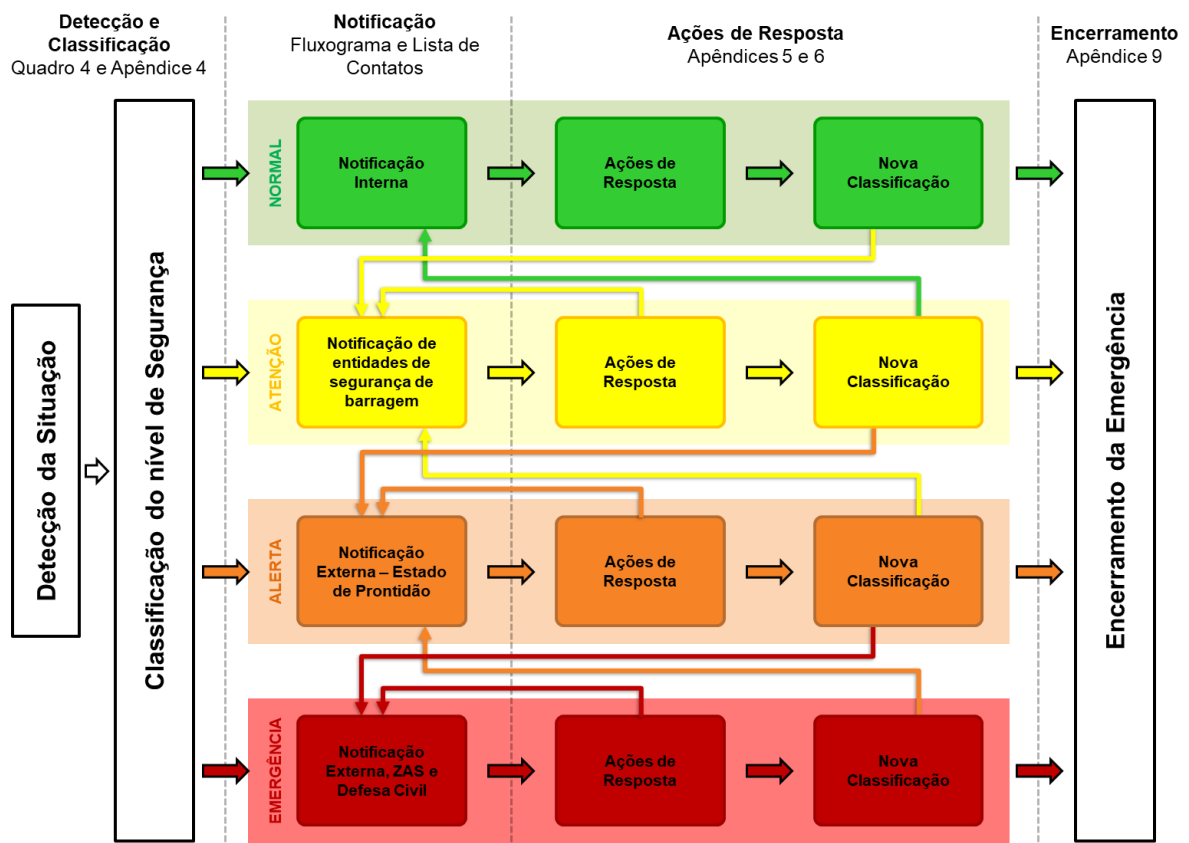 Detecção e
Classificação
Quadro 4 e Apêndice 4
Notificação
Fluxograma e Lista de
Contatos
Ações de Resposta
Apêndices 5 e 6
Encerramento
Apêndice 9
Detecção da Situação
Classificação do nível de Segurança
NORMAL
Notificação
Interna
Ações de
Resposta
Nova
Classificação
ATENÇÃO
Notificação de
entidades de
segurança de
barragem
Ações de
Resposta
Nova
Classificação
ALERTA
Notificação
Externa – Estado
de Prontidão
Ações de
Resposta
Nova
Classificação
EMERGÊNCIA
Notificação
Externa, ZAS e
Defesa Civil
Ações de
Resposta
Nova
Classificação
Encerramento da Emergência